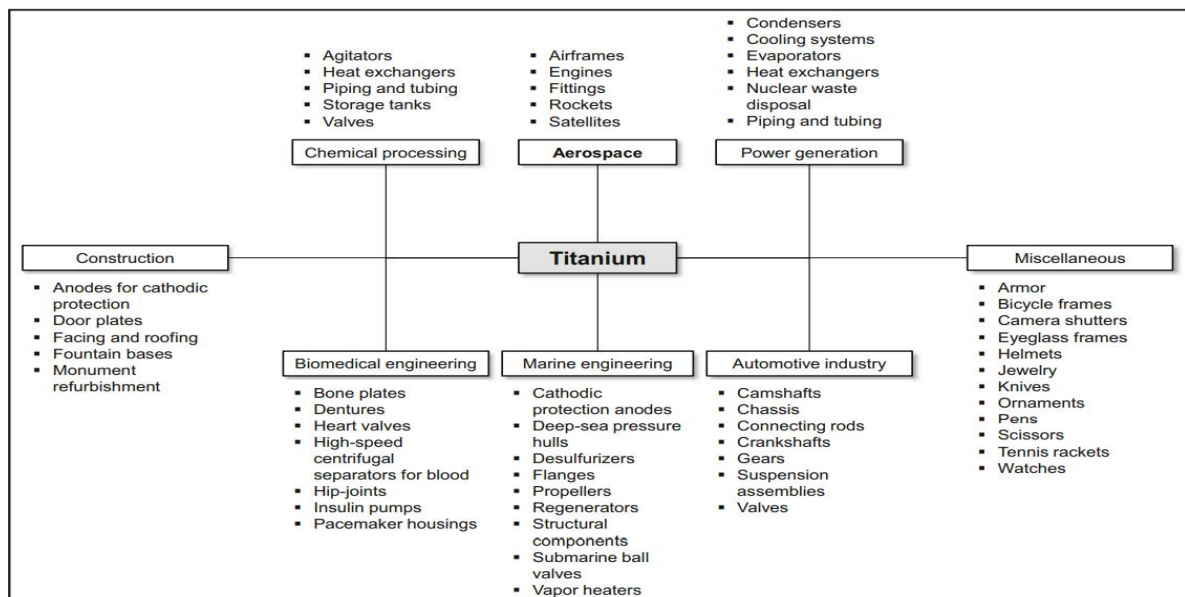 ▪ Agitators
▪ Heat exchangers
▪ Piping and tubing
▪ Storage tanks
▪ Valves
Chemical processing
▪ Airframes
▪ Engines
▪ Fittings
▪ Rockets
▪ Satellites
Aerospace
▪ Condensers
▪ Cooling systems
▪ Evaporators
▪ Heat exchangers
▪ Nuclear waste
disposal
▪ Piping and tubing
Power generation
Construction
▪ Anodes for cathodic
protection
▪ Door plates
▪ Facing and roofing
▪ Fountain bases
▪ Monument
refurbishment
Titanium
Miscellaneous
▪ Armor
▪ Bicycle frames
▪ Camera shutters
▪ Eyeglass frames
▪ Helmets
▪ Jewelry
▪ Knives
▪ Ornaments
▪ Pens
▪ Scissors
▪ Tennis rackets
▪ Watches
Biomedical engineering
▪ Bone plates
▪ Dentures
▪ Heart valves
▪ High-speed
centrifugal
separators for blood
▪ Hip-joints
▪ Insulin pumps
▪ Pacemaker housings
Marine engineering
▪ Cathodic
protection anodes
▪ Deep-sea pressure
hulls
▪ Desulfurizers
▪ Flanges
▪ Propellers
▪ Regenerators
▪ Structural
components
▪ Submarine ball
valves
▪ Vapor heaters
Automotive industry
▪ Camshafts
▪ Chassis
▪ Connecting rods
▪ Crankshafts
▪ Gears
▪ Suspension
assemblies
▪ Valves